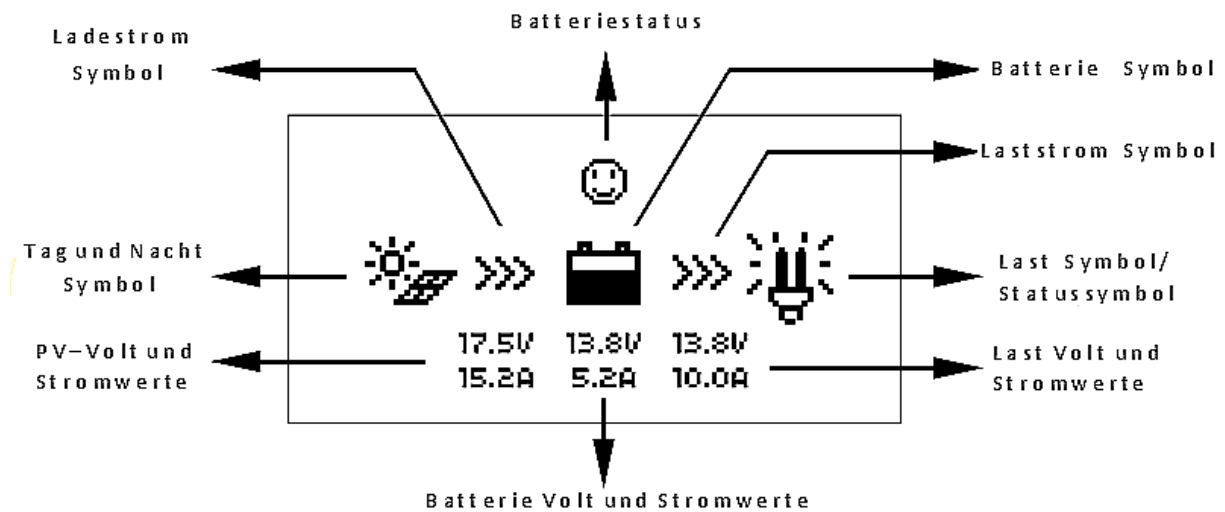 Batteriestatus
Ladestrom
Symbol
Batterie Symbol
Laststrom Symbol
Tag und Nacht
Symbol
Last Symbol/
Statussymbol
17.5V 13.8V 13.8V
15.2A 5.2A 10.0A
PV-Volt und
Stromwerte
Last Volt und
Stromwerte
Batterie Volt und Stromwerte